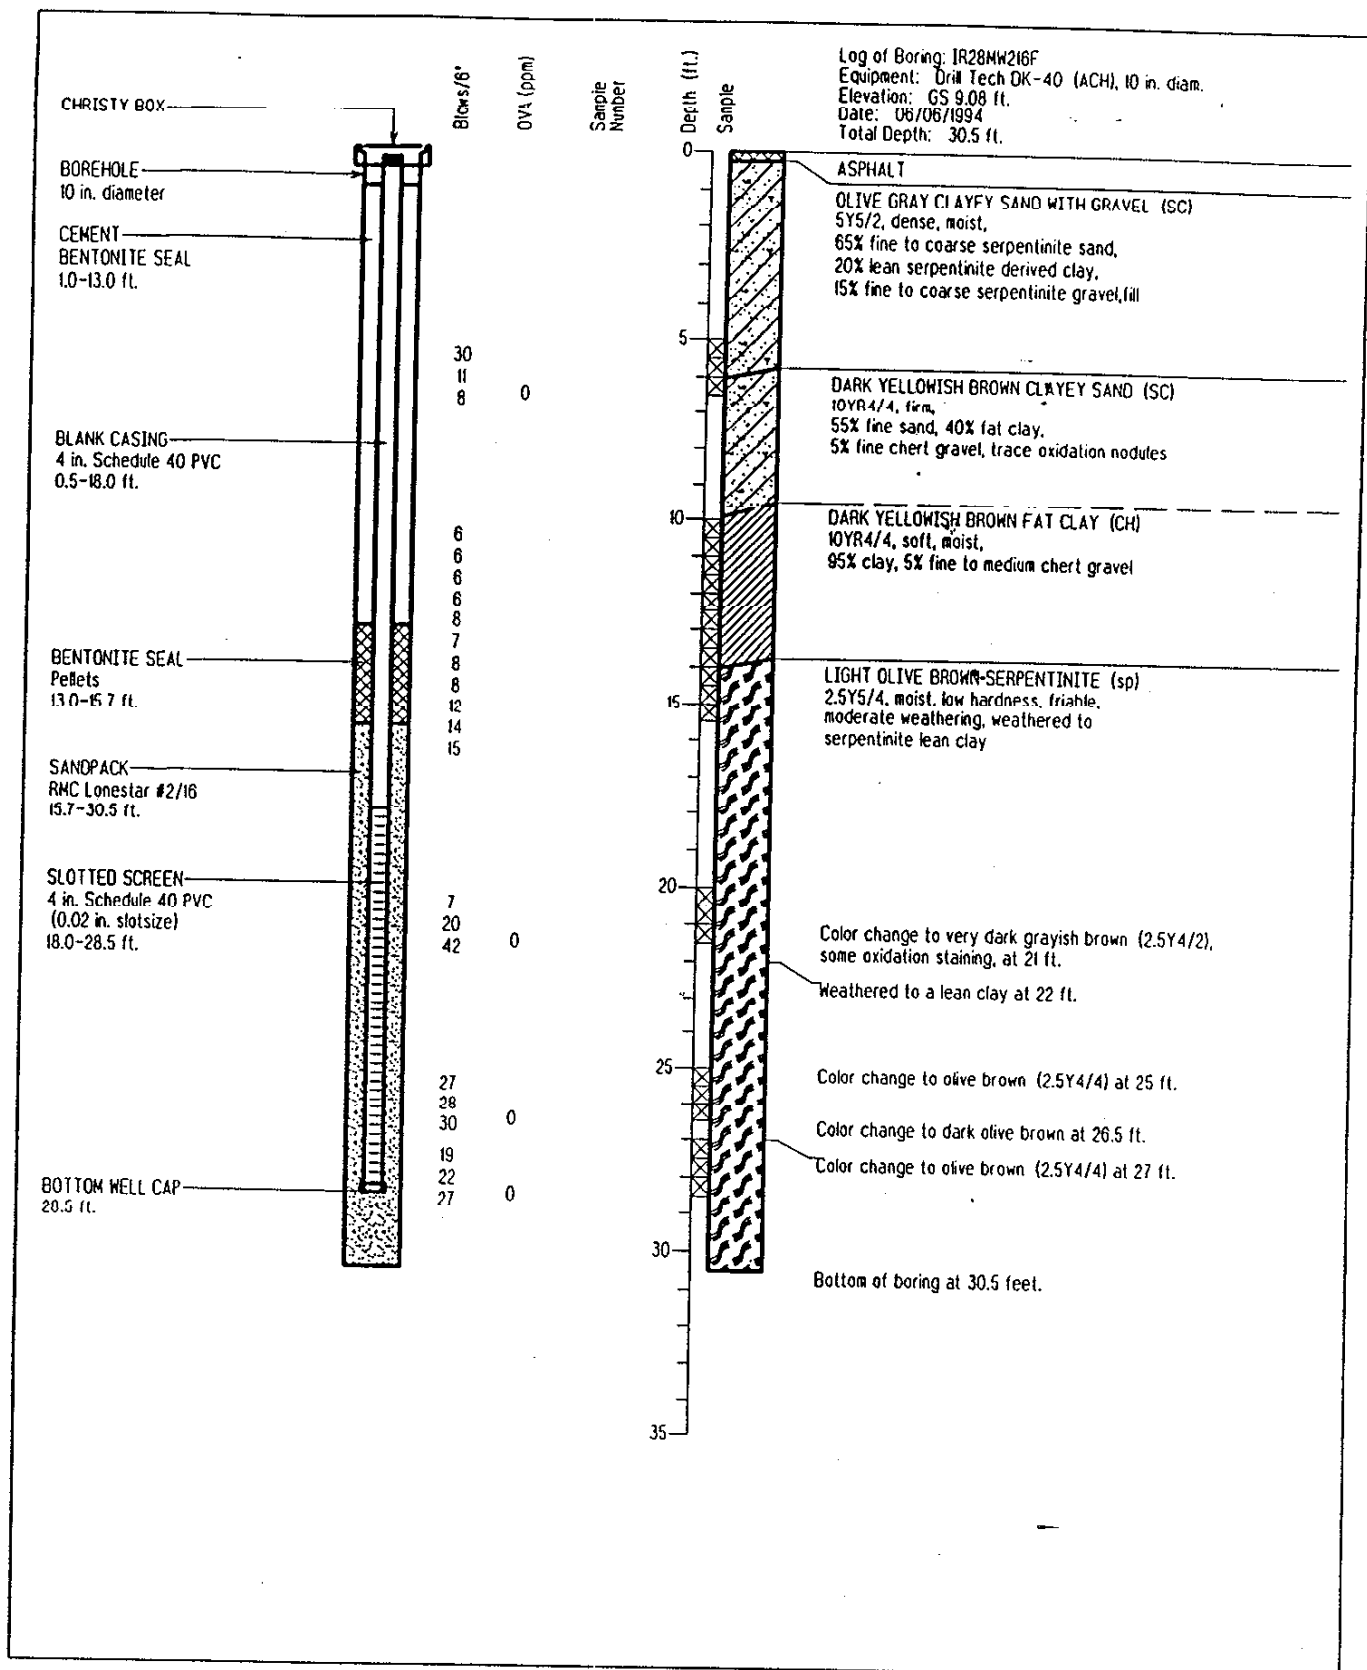 Blows/6"
OVA (ppm)
Sample
Number
Depth (ft.)
Sample
Log of Boring: IR28MW216F
Equipment: Drill Tech DK-40 (ACH), 10 in. diam.
Elevation: GS 9.08 ft.
Date: 06/06/1994
Total Depth: 30.5 ft.
CHRISTY BOX
BOREHOLE
10 in. diameter
CEMENT
BENTONITE SEAL
1.0-13.0 ft.
BLANK CASING
4 in. Schedule 40 PVC
0.5-18.0 ft.
BENTONITE SEAL
Pellets
13.0-15.7 ft.
SANDPACK
RMC Lonestar #2/16
15.7-30.5 ft.
SLOTTED SCREEN
4 in. Schedule 40 PVC
(0.02 in. slotsize)
18.0-28.5 ft.
BOTTOM WELL CAP
28.5 ft.
30
11
8 0
6
6
6
6
8
7
8
8
12
14
15
7
20
42 0
27
28
30 0
19
22
27 0
0
5
10
15
20
25
30
35
ASPHALT
OLIVE GRAY CLAYEY SAND WITH GRAVEL (SC)
5Y5/2, dense, moist,
65% fine to coarse serpentinite sand,
20% lean serpentinite derived clay,
15% fine to coarse serpentinite gravel,fill
DARK YELLOWISH BROWN CLAYEY SAND (SC)
10YR4/4, firm,
55% fine sand, 40% fat clay,
5% fine chert gravel, trace oxidation nodules
DARK YELLOWISH BROWN FAT CLAY (CH)
10YR4/4, soft, moist,
95% clay, 5% fine to medium chert gravel
LIGHT OLIVE BROWN-SERPENTINITE (sp)
2.5Y5/4, moist, low hardness, friable,
moderate weathering, weathered to
serpentinite lean clay
Color change to very dark grayish brown (2.5Y4/2),
some oxidation staining, at 21 ft.
Weathered to a lean clay at 22 ft.
Color change to olive brown (2.5Y4/4) at 25 ft.
Color change to dark olive brown at 26.5 ft.
Color change to olive brown (2.5Y4/4) at 27 ft.
Bottom of boring at 30.5 feet.